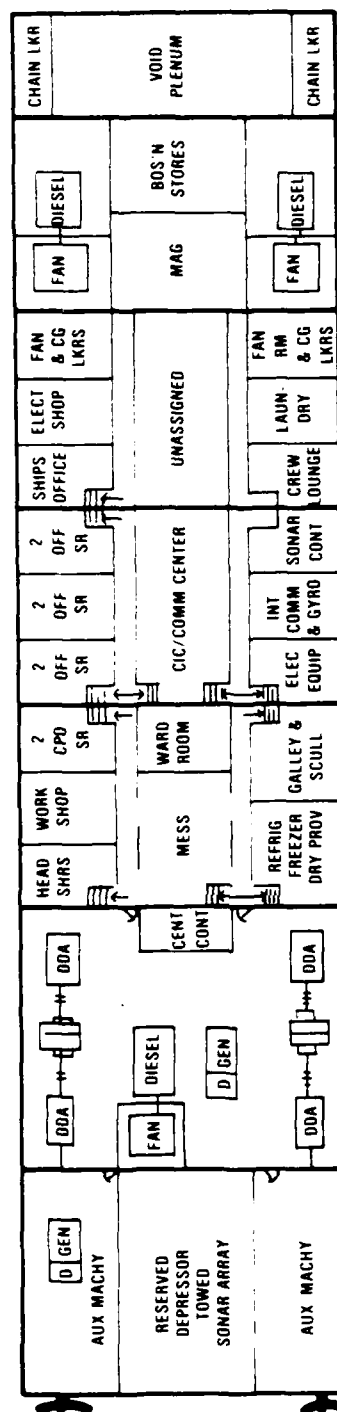 AUX MACHY
D
GEN
RESERVED
DEPRESSOR
TOWED
SONAR ARRAY
AUX MACHY
DDA
DDA
FAN
DIESEL
D
GEN
DDA
DDA
CENT
CONT
HEAD
SHRS
WORK
SHOP
2
CPO
SR
MESS
WARD
ROOM
REFRIG
FREEZER
DRY PROV
GALLEY &
SCULL
2
OFF
SR
2
OFF
SR
2
OFF
SR
CIC/COMM CENTER
ELEC
EQUIP
INT
COMM
& GYRO
SONAR
CONT
SHIPS
OFFICE
ELECT
SHOP
FAN
& CG
LKRS
UNASSIGNED
CREW
LOUNGE
LAUN-
DRY
FAN
RM
& CG
LKRS
FAN
DIESEL
MAG
BOS'N
STORES
FAN
DIESEL
CHAIN LKR
VOID
PLENUM
CHAIN LKR